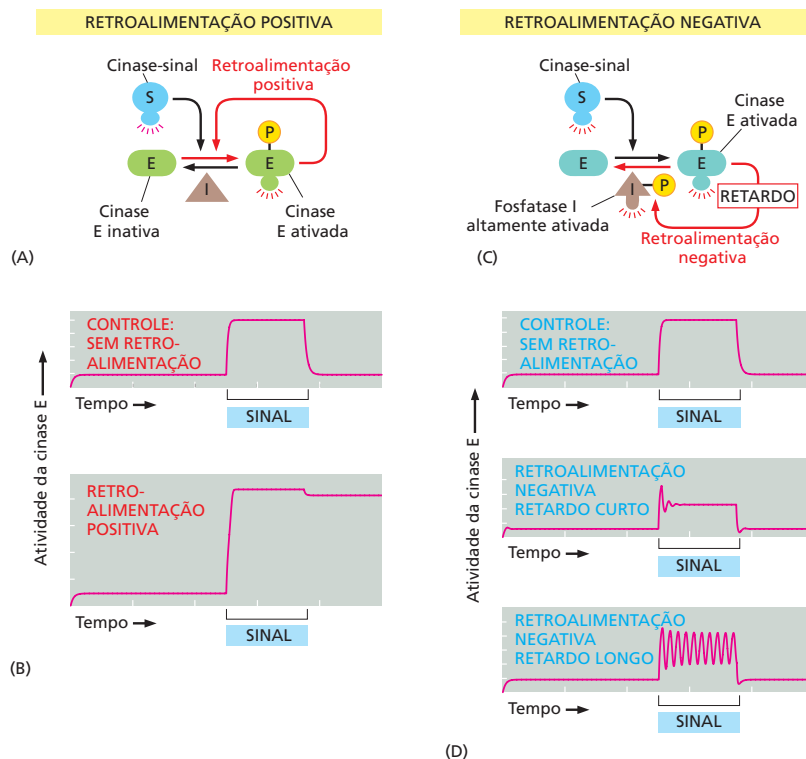 RETROALIMENTAÇÃO POSITIVA
Cinase-sinal
Retroalimentação
positiva
S
P
E
E
I
Cinase
E inativa
Cinase
E ativada
(A)
CONTROLE:
SEM RETRO-
ALIMENTAÇÃO
Tempo
SINAL
Atividade da cinase E
RETRO-
ALIMENTAÇÃO
POSITIVA
Tempo
SINAL
(B)
RETROALIMENTAÇÃO NEGATIVA
Cinase-sinal
S
Cinase
E ativada
P
E
E
I
P
RETARDO
Fosfatase I
altamente ativada
Retroalimentação
negativa
(C)
CONTROLE:
SEM RETRO-
ALIMENTAÇÃO
Tempo
SINAL
Atividade da cinase E
RETROALIMENTAÇÃO
NEGATIVA
RETARDO CURTO
Tempo
SINAL
RETROALIMENTAÇÃO
NEGATIVA
RETARDO LONGO
Tempo
SINAL
(D)